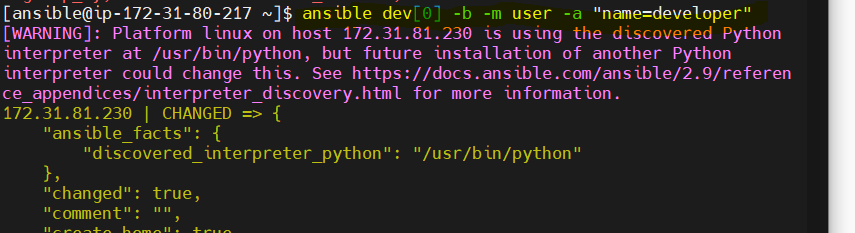 [ansible@ip-172-31-80-217 ~]$ ansible dev[0] -b -m user -a "name=developer"
[WARNING]: Platform linux on host 172.31.81.230 is using the discovered Python
interpreter at /usr/bin/python, but future installation of another Python
interpreter could change this. See https://docs.ansible.com/ansible/2.9/referen
ce_appendices/interpreter_discovery.html for more information.
172.31.81.230 | CHANGED => {
    "ansible_facts": {
        "discovered_interpreter_python": "/usr/bin/python"
    },
    "changed": true,
    "comment": "",
    "create_home": true,